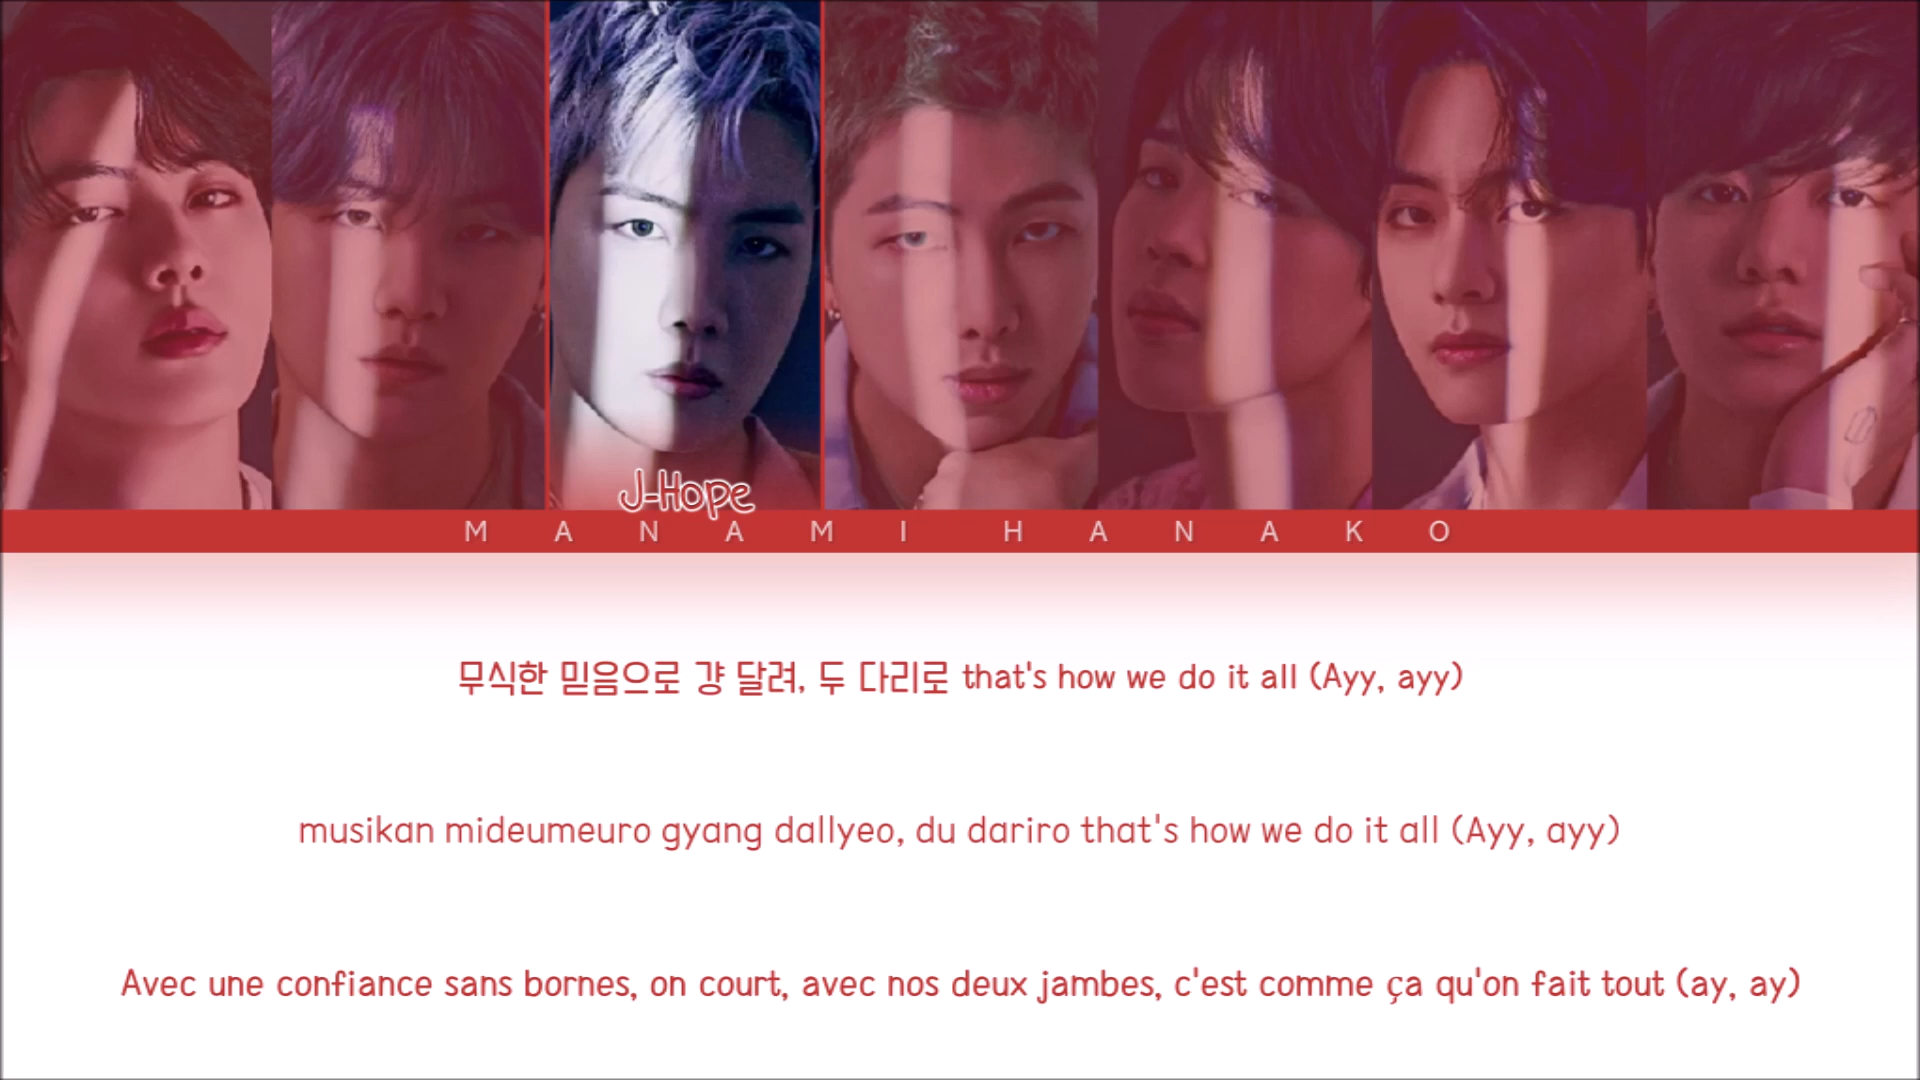 J-Hope
MANAMI HANAKO
무식한 믿음으로 걍 달려, 두 다리로 that's how we do it all (Ayy, ayy)
musikan mideumeuro gyang dallyeo, du dariro that's how we do it all (Ayy, ayy)
Avec une confiance sans bornes, on court, avec nos deux jambes, c'est comme ça qu'on fait tout (ay, ay)